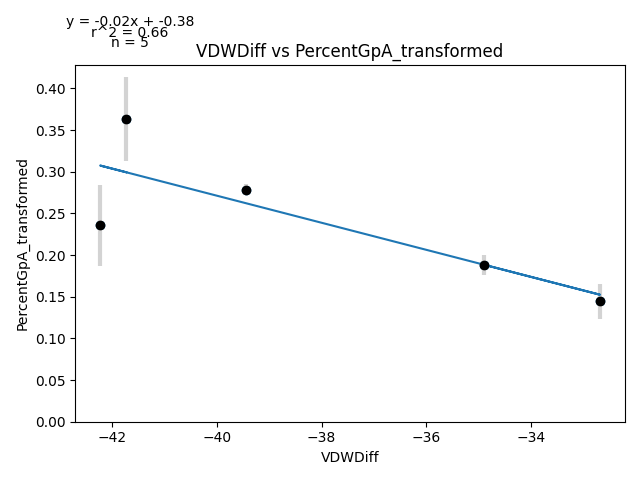 y = -0.02x + -0.38
r^2 = 0.66
n = 5
VDWDiff vs PercentGpA_transformed
0.40
0.35
0.30
0.25
0.20
0.15
0.10
0.05
0.00
PercentGpA_transformed
−42
−40
−38
−36
−34
VDWDiff